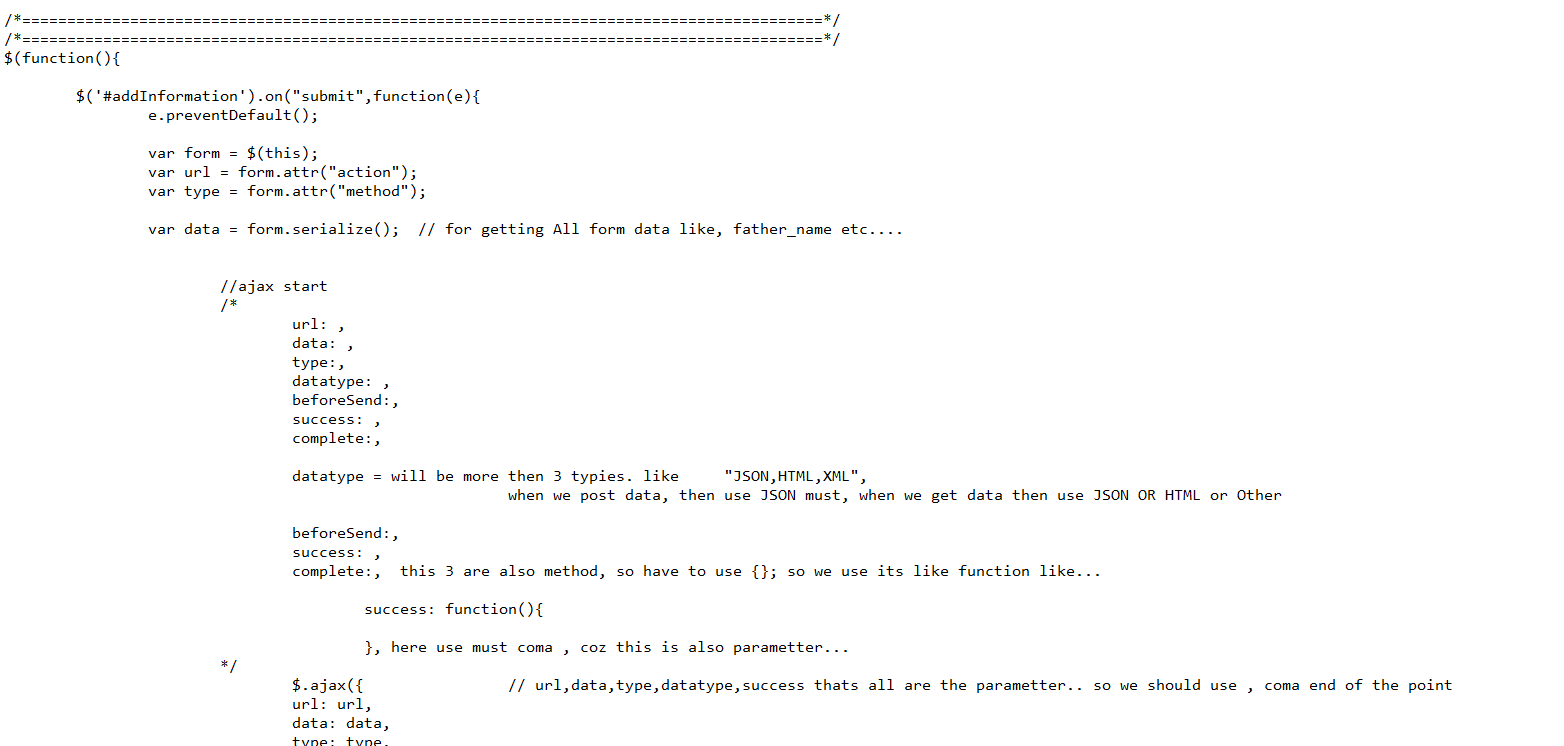 /*=========================================================================================*/
/*=========================================================================================*/
$(function(){
$('#addInformation').on("submit",function(e){
e.preventDefault();
var form = $(this);
var url = form.attr("action");
var type = form.attr("method");
var data = form.serialize();  // for getting All form data like, father_name etc....
//ajax start
/*
url: ,
data: ,
type:,
datatype: ,
beforeSend:,
success: ,
complete:,
datatype = will be more then 3 typies. like     "JSON,HTML,XML",
when we post data, then use JSON must, when we get data then use JSON OR HTML or Other
beforeSend:,
success: ,
complete:,  this 3 are also method, so have to use {}; so we use its like function like...
success: function(){
}, here use must coma , coz this is also parametter...
*/
$.ajax({                // url,data,type,datatype,success thats all are the parametter.. so we should use , coma end of the point
url: url,
data: data,
type: type,